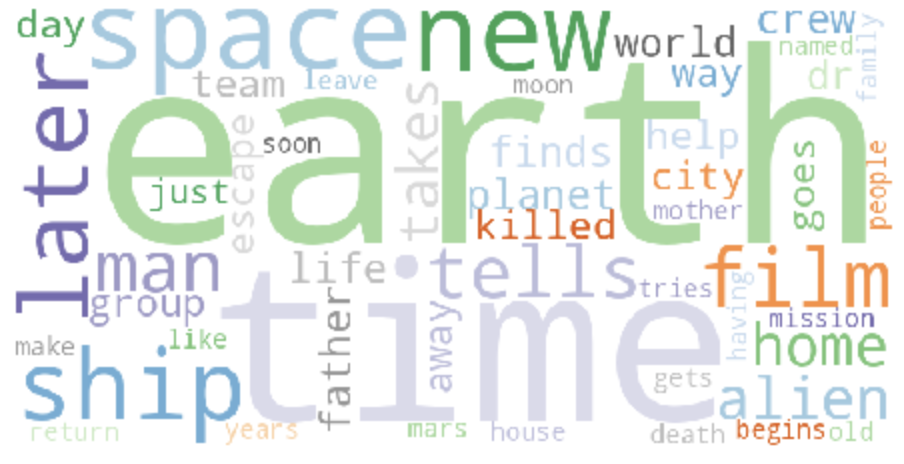 day
space
new
crew
world
named
later
team
leave
moon
way
dr
family
earth
escape
soon
takes
finds
help
just
planet
city
goes
people
killed
mother
man
group
life
time
tells
tries
film
having
mission
father
away
make
like
home
ship
gets
alien
return
years
mars
house
death
begins
old